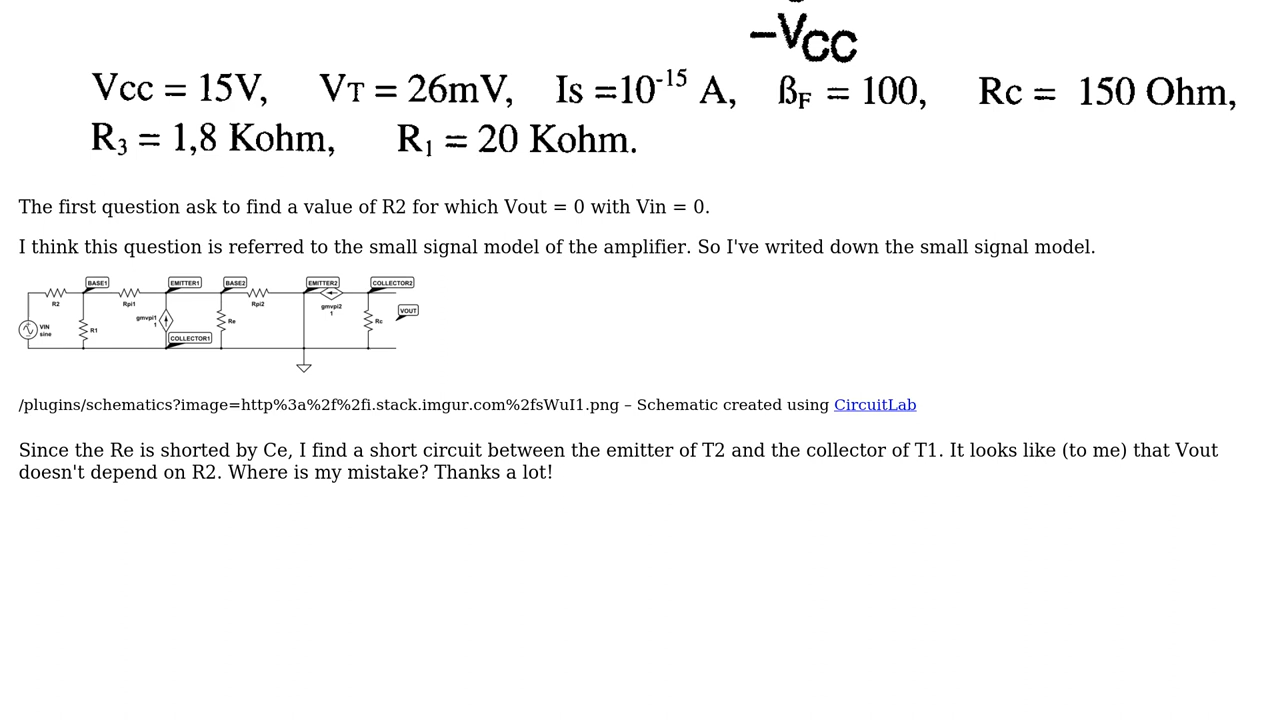 −VCC
Vcc = 15V, VT = 26mV, Is =10-15 A, ßF = 100, Rc = 150 Ohm,
R3 = 1,8 Kohm, R1 = 20 Kohm.
The first question ask to find a value of R2 for which Vout = 0 with Vin = 0.
I think this question is referred to the small signal model of the amplifier. So I've writed down the small signal model.
BASE1 EMITTER1 BASE2 EMITTER2 COLLECTOR2
R2 Rpi1 Rpi2 gmvpi2
1
VOUT
gmvpi1
1
Re Rc
VIN
sine
R1
COLLECTOR1
/plugins/schematics?image=http%3a%2f%2fi.stack.imgur.com%2fsWuI1.png – Schematic created using CircuitLab
Since the Re is shorted by Ce, I find a short circuit between the emitter of T2 and the collector of T1. It looks like (to me) that Vout
doesn't depend on R2. Where is my mistake? Thanks a lot!